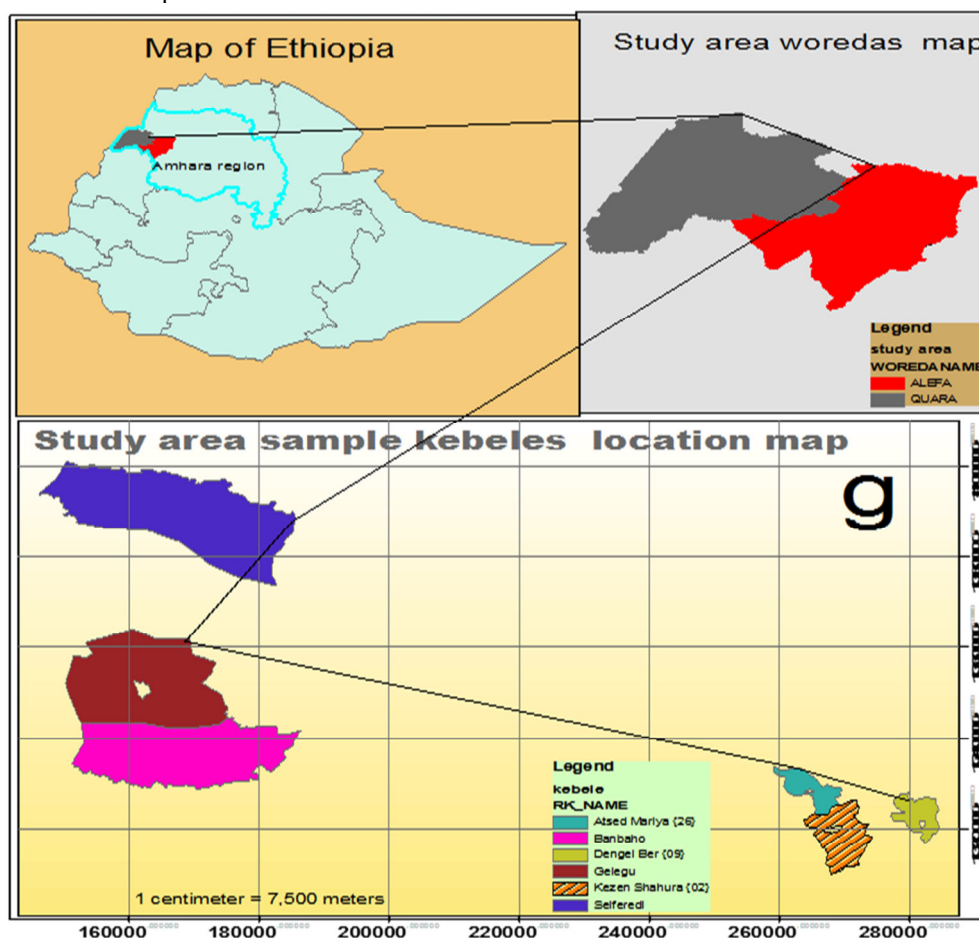 Map of Ethiopia
Amhara region
Study area woredas map
Legend
study area
WOREDANAME
ALEFA
QUARA
Study area sample kebeles location map
g
Legend
kebele
RK_NAME
Atsed Mariya (26)
Banbaho
Dengel Ber (09)
Gelegu
Kezen Shahura (02)
Selferedi
1 centimeter = 7,500 meters
160000 180000 200000 220000 240000 260000 280000